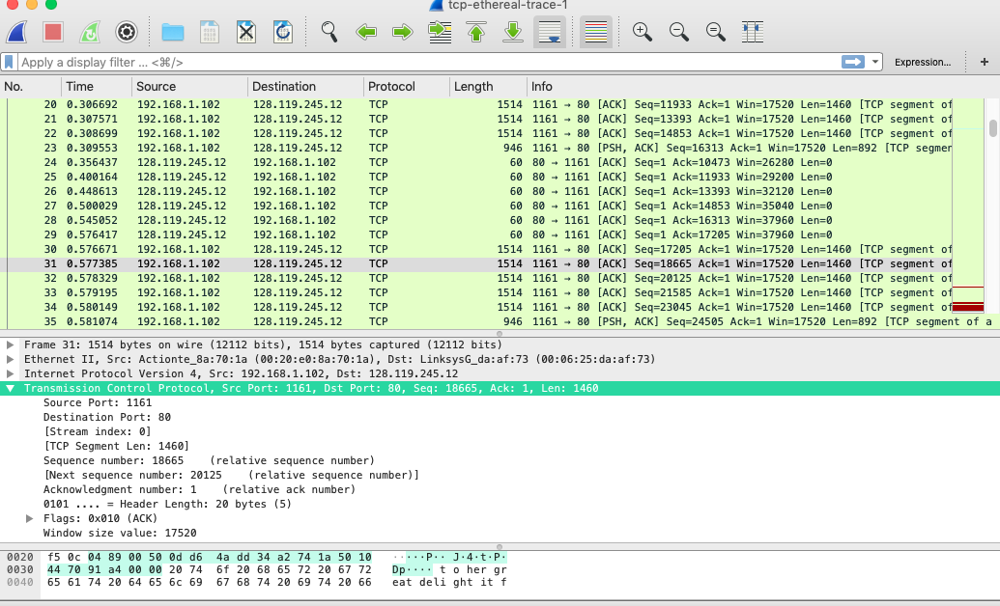 tcp-ethereal-trace-1
Apply a display filter ... <⌘/>
Expression...
+
No. Time Source Destination Protocol Length Info
20 0.306692 192.168.1.102 128.119.245.12 TCP 1514 1161 → 80 [ACK] Seq=11933 Ack=1 Win=17520 Len=1460 [TCP segment of
21 0.307571 192.168.1.102 128.119.245.12 TCP 1514 1161 → 80 [ACK] Seq=13393 Ack=1 Win=17520 Len=1460 [TCP segment of
22 0.308699 192.168.1.102 128.119.245.12 TCP 1514 1161 → 80 [ACK] Seq=14853 Ack=1 Win=17520 Len=1460 [TCP segment of
23 0.309553 192.168.1.102 128.119.245.12 TCP 946 1161 → 80 [PSH, ACK] Seq=16313 Ack=1 Win=17520 Len=892 [TCP segmen
24 0.356437 128.119.245.12 192.168.1.102 TCP 60 80 → 1161 [ACK] Seq=1 Ack=10473 Win=26280 Len=0
25 0.400164 128.119.245.12 192.168.1.102 TCP 60 80 → 1161 [ACK] Seq=1 Ack=11933 Win=29200 Len=0
26 0.448613 128.119.245.12 192.168.1.102 TCP 60 80 → 1161 [ACK] Seq=1 Ack=13393 Win=32120 Len=0
27 0.500029 128.119.245.12 192.168.1.102 TCP 60 80 → 1161 [ACK] Seq=1 Ack=14853 Win=35040 Len=0
28 0.545052 128.119.245.12 192.168.1.102 TCP 60 80 → 1161 [ACK] Seq=1 Ack=16313 Win=37960 Len=0
29 0.576417 128.119.245.12 192.168.1.102 TCP 60 80 → 1161 [ACK] Seq=1 Ack=17205 Win=37960 Len=0
30 0.576671 192.168.1.102 128.119.245.12 TCP 1514 1161 → 80 [ACK] Seq=17205 Ack=1 Win=17520 Len=1460 [TCP segment of
31 0.577385 192.168.1.102 128.119.245.12 TCP 1514 1161 → 80 [ACK] Seq=18665 Ack=1 Win=17520 Len=1460 [TCP segment of
32 0.578329 192.168.1.102 128.119.245.12 TCP 1514 1161 → 80 [ACK] Seq=20125 Ack=1 Win=17520 Len=1460 [TCP segment of
33 0.579195 192.168.1.102 128.119.245.12 TCP 1514 1161 → 80 [ACK] Seq=21585 Ack=1 Win=17520 Len=1460 [TCP segment of
34 0.580149 192.168.1.102 128.119.245.12 TCP 1514 1161 → 80 [ACK] Seq=23045 Ack=1 Win=17520 Len=1460 [TCP segment of
35 0.581074 192.168.1.102 128.119.245.12 TCP 946 1161 → 80 [PSH, ACK] Seq=24505 Ack=1 Win=17520 Len=892 [TCP segment of a
Frame 31: 1514 bytes on wire (12112 bits), 1514 bytes captured (12112 bits)
Ethernet II, Src: Actionte_8a:70:1a (00:20:e0:8a:70:1a), Dst: LinksysG_da:af:73 (00:06:25:da:af:73)
Internet Protocol Version 4, Src: 192.168.1.102, Dst: 128.119.245.12
Transmission Control Protocol, Src Port: 1161, Dst Port: 80, Seq: 18665, Ack: 1, Len: 1460
Source Port: 1161
Destination Port: 80
[Stream index: 0]
[TCP Segment Len: 1460]
Sequence number: 18665 (relative sequence number)
[Next sequence number: 20125 (relative sequence number)]
Acknowledgment number: 1 (relative ack number)
0101 .... = Header Length: 20 bytes (5)
Flags: 0x010 (ACK)
Window size value: 17520
0020 f5 0c 04 89 00 50 0d d6 4a dd 34 a2 74 1a 50 10 ·····P·· J·4·t·P·
0030 44 70 91 a4 00 00 20 74 6f 20 68 65 72 20 67 72 Dp···· t o her gr
0040 65 61 74 20 64 65 6c 69 67 68 74 20 69 74 20 66 eat deli ght it f